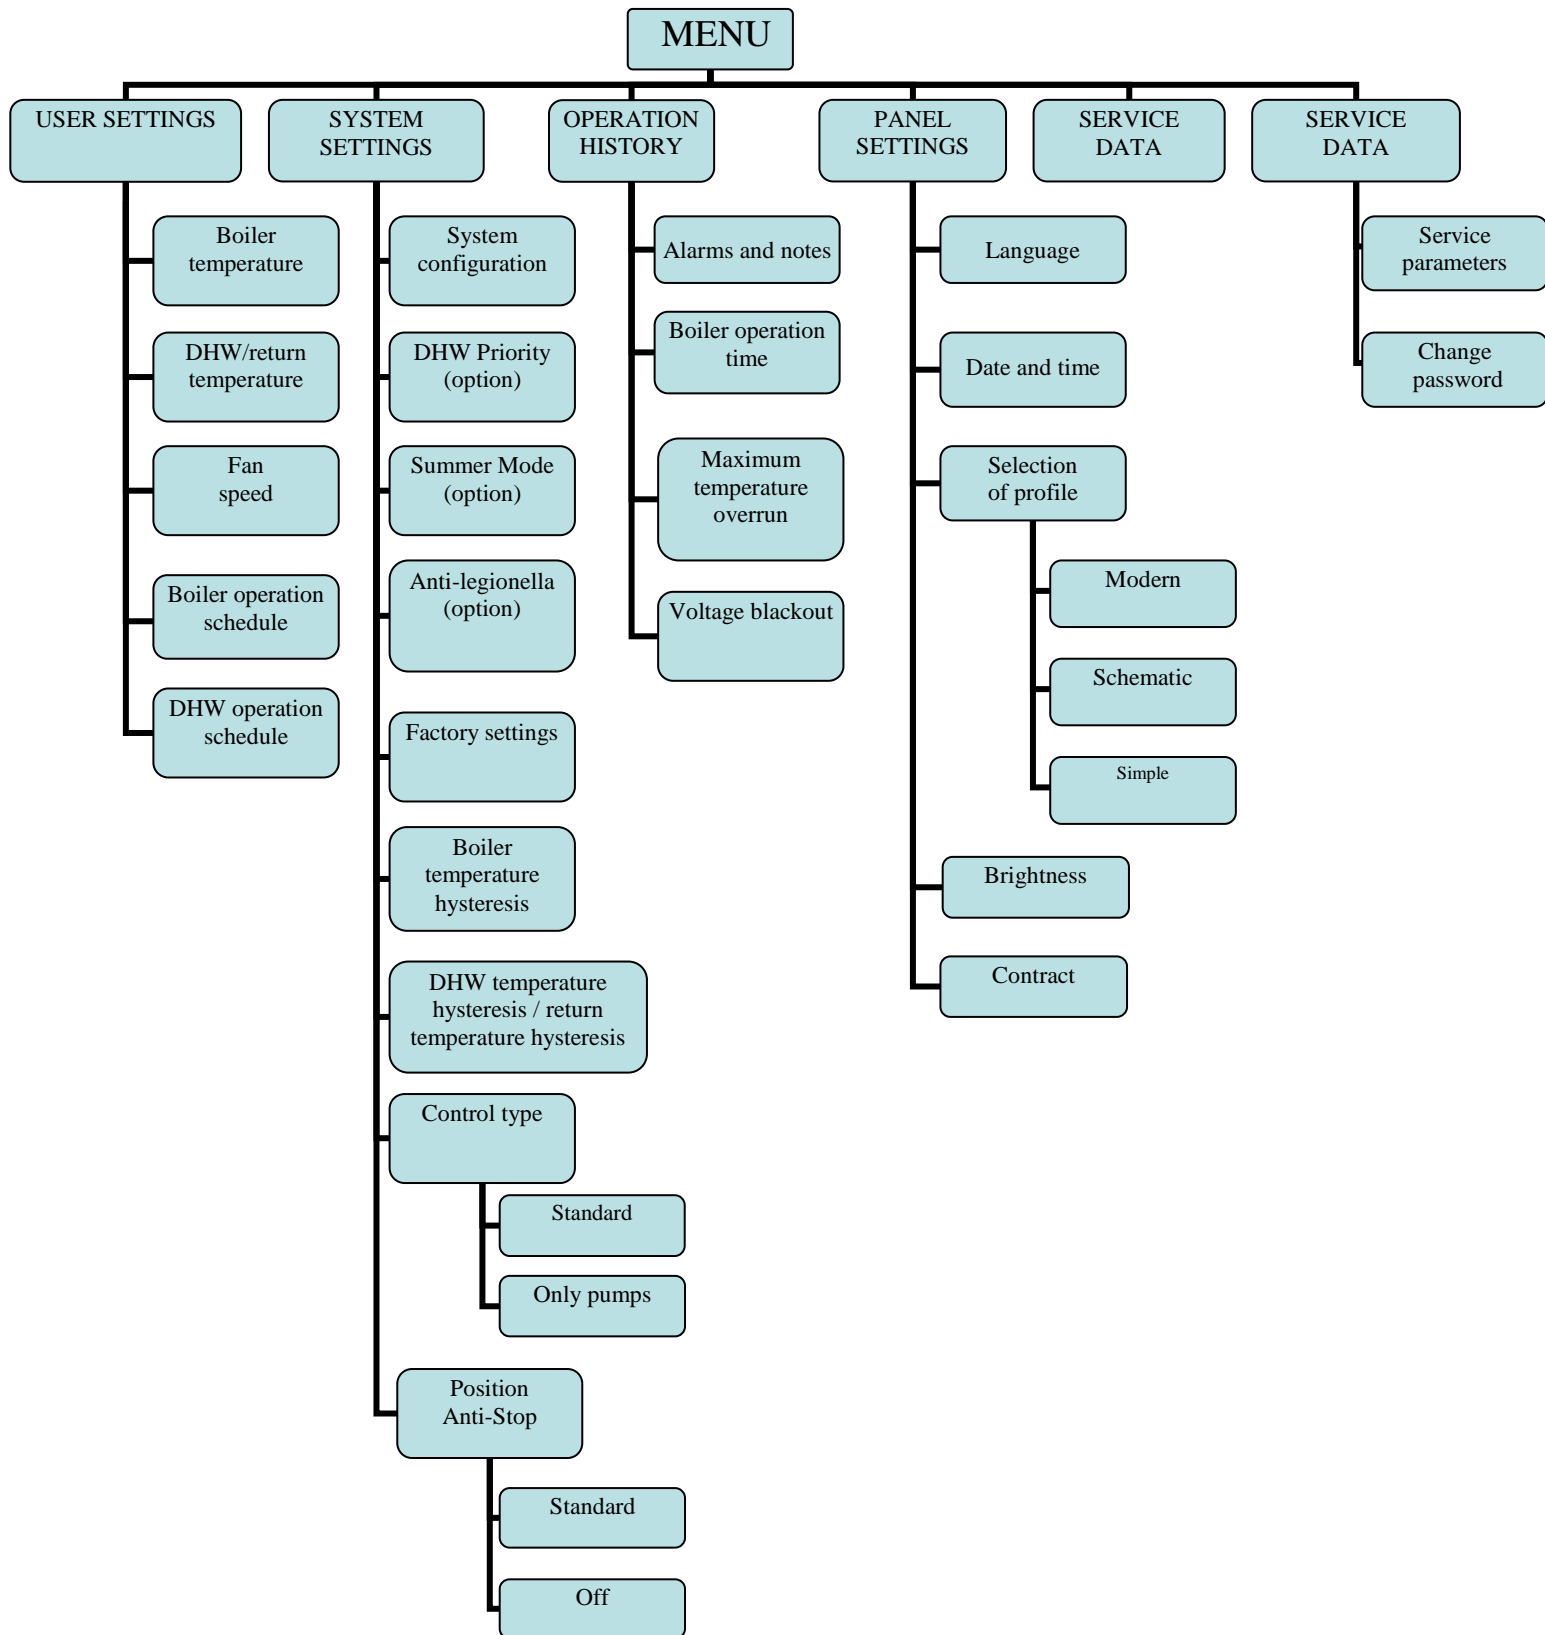 MENU
USER SETTINGS
SYSTEM
SETTINGS
OPERATION
HISTORY
PANEL
SETTINGS
SERVICE
DATA
SERVICE
DATA
Boiler
temperature
DHW/return
temperature
Fan
speed
Boiler operation
schedule
DHW operation
schedule
System
configuration
DHW Priority
(option)
Summer Mode
(option)
Anti-legionella
(option)
Factory settings
Boiler
temperature
hysteresis
DHW temperature
hysteresis / return
temperature hysteresis
Control type
Standard
Only pumps
Position
Anti-Stop
Standard
Off
Alarms and notes
Boiler operation
time
Maximum
temperature
overrun
Voltage blackout
Language
Date and time
Selection
of profile
Modern
Schematic
Simple
Brightness
Contract
Service
parameters
Change
password